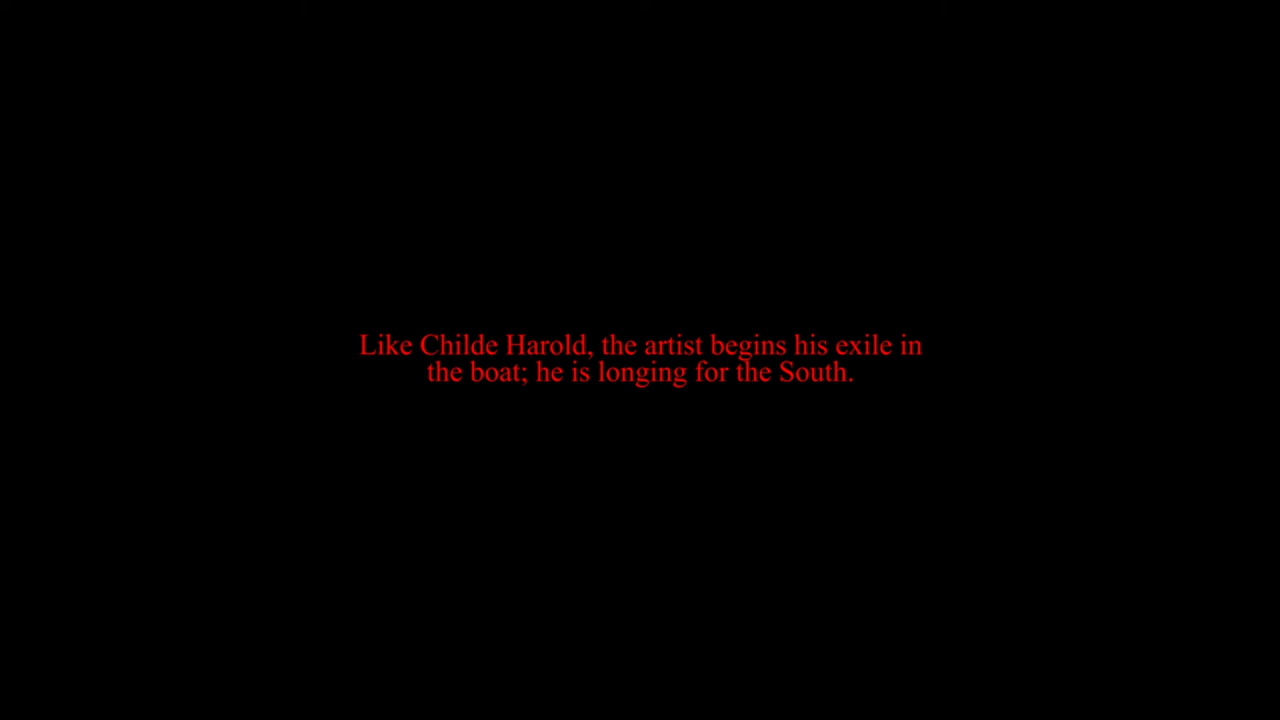 Like Childe Harold, the artist begins his exile in
the boat; he is longing for the South.